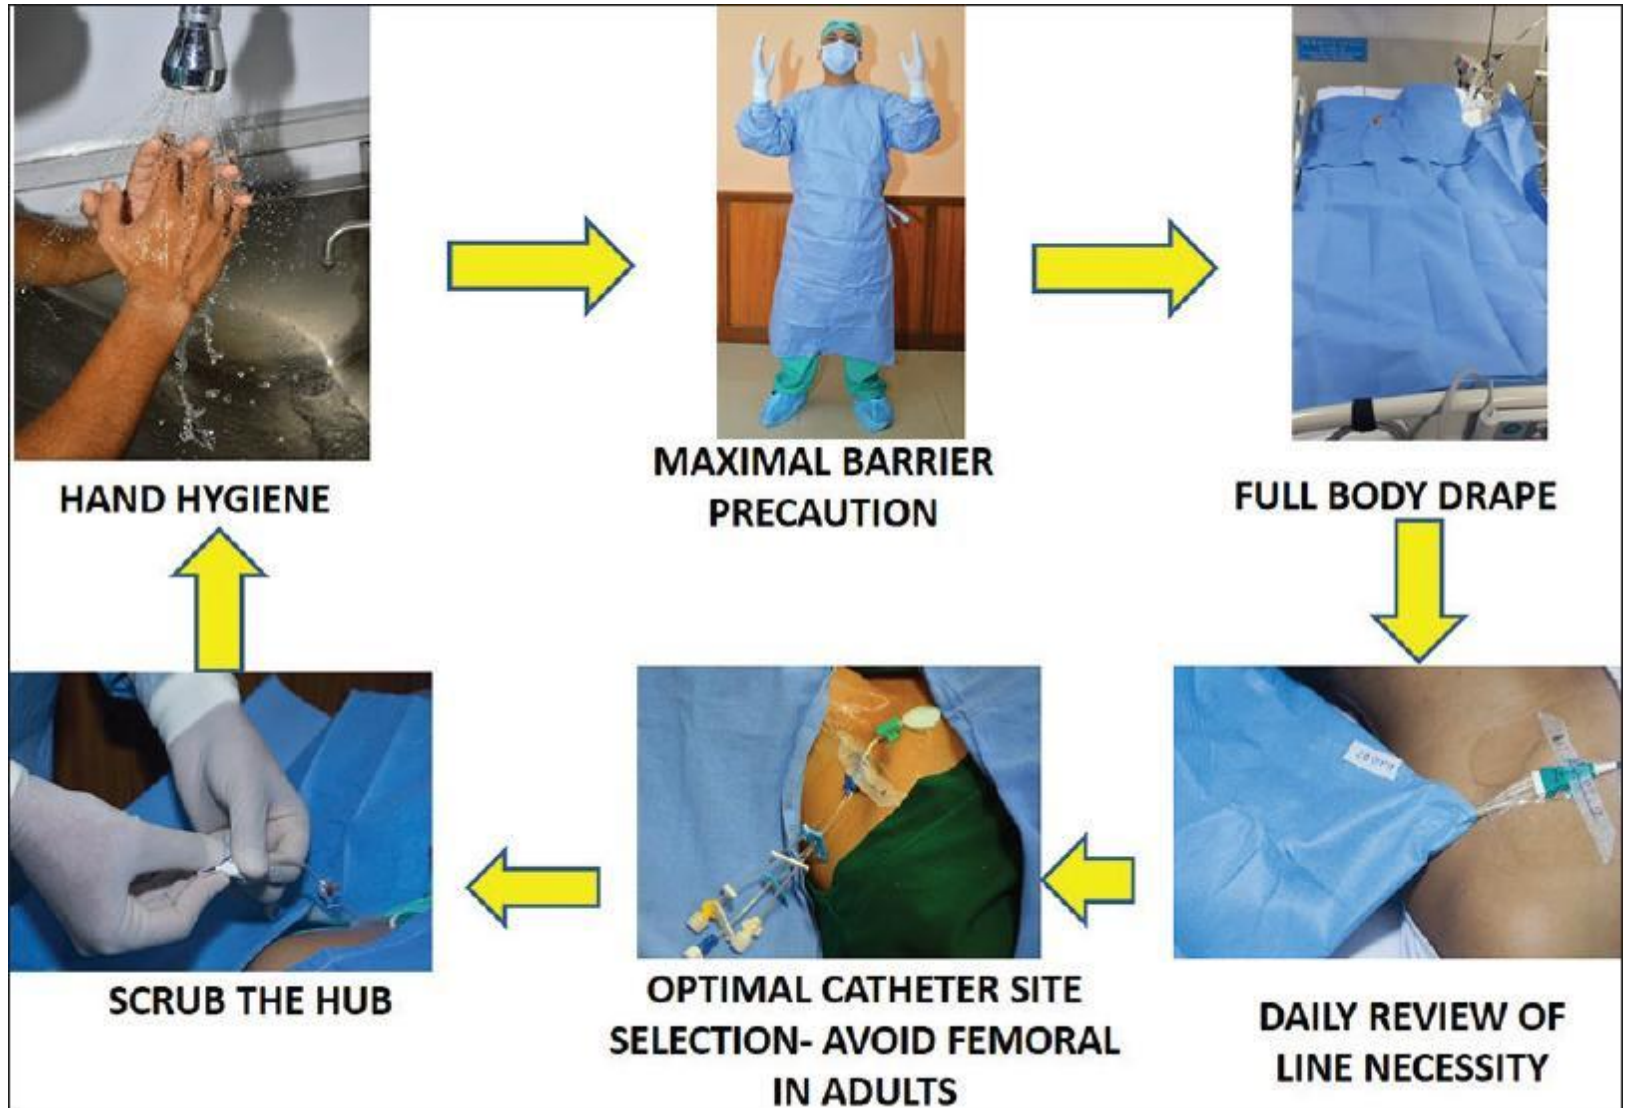 HAND HYGIENE
MAXIMAL BARRIER
PRECAUTION
FULL BODY DRAPE
SCRUB THE HUB
OPTIMAL CATHETER SITE
SELECTION- AVOID FEMORAL
IN ADULTS
DAILY REVIEW OF
LINE NECESSITY